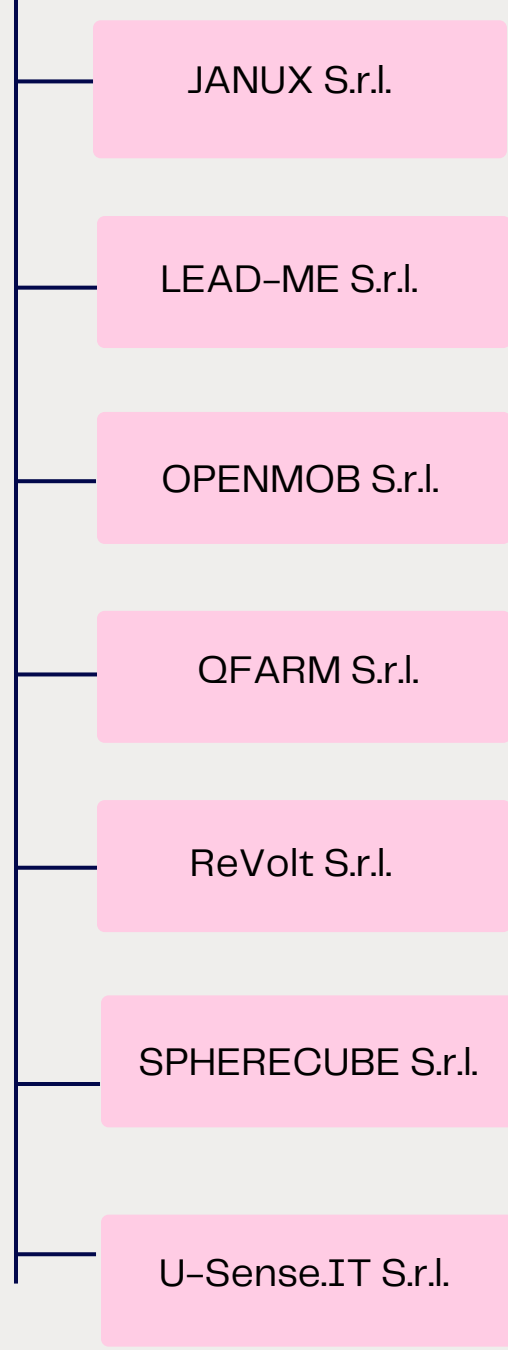 JANUX S.r.l.
LEAD-ME S.r.l.
OPENMOB S.r.l.
QFARM S.r.l.
ReVolt S.r.l.
SPHERECUBE S.r.l.
U-Sense.IT S.r.l.